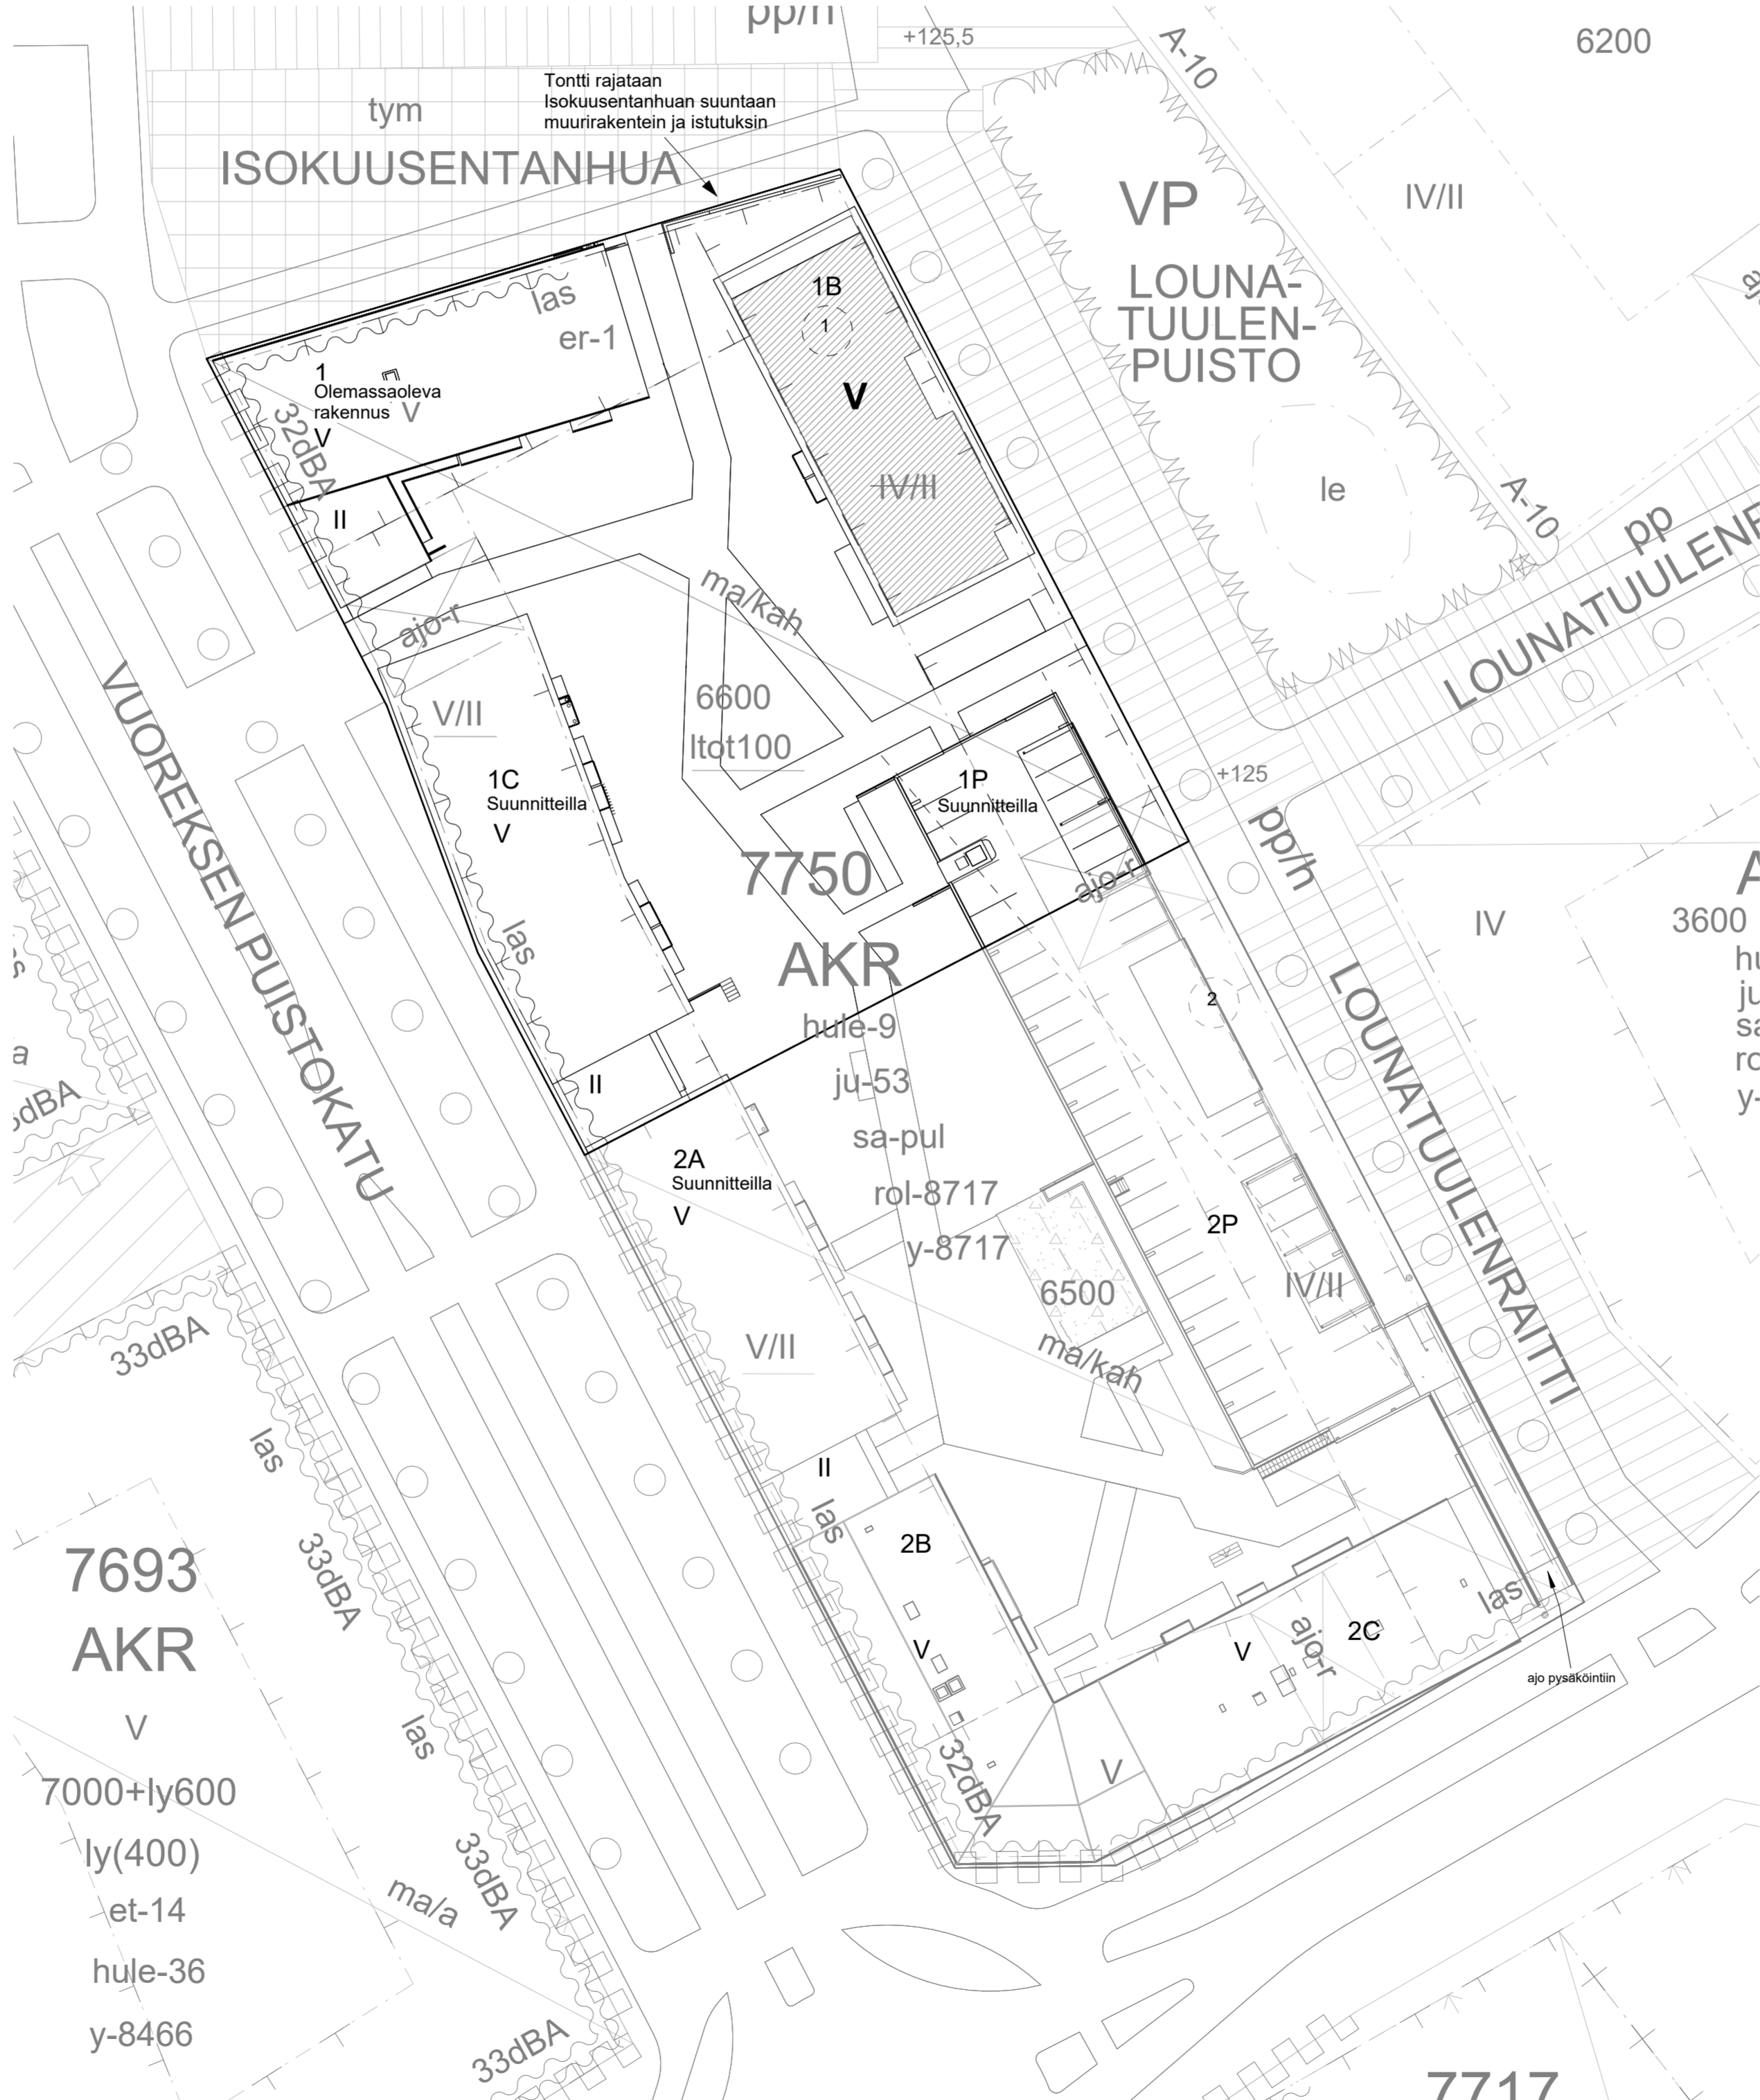 pp/h
+125,5
A-10
6200
Tontti rajataan
Isokuusentanhuan suuntaan
muurirakentein ja istutuksin
tym
ISOKUUSENTANHUA
VP
IV/II
LOUNA-
TUULEN-
PUISTO
las
er-1
1B
1
V
IV/II
1
Olemassaoleva
rakennus
V
V
32dBA
II
le
A-10
pp
ajo-r
ma/kah
6600
ltot100
V/II
VUOREKSEN PUISTOKATU
1C
Suunnitteilla
V
1P
Suunnitteilla
+125
pp/h
7750
ajo-r
AKR
las
IV
3600
hule-9
2
LOUNATUULENRAITTI
ju-53
II
sa-pul
2A
Suunnitteilla
V
rol-8717
y-8717
2P
6500
IV/II
33dBA
V/II
ma/kah
las
II
las
2B
33dBA
7693
AKR
V
V
ajo-r
2C
las
ajo pysäköintiin
V
las
32dBA
V
7000+ly600
ly(400)
33dBA
et-14
ma/a
hule-36
y-8466
33dBA
7717